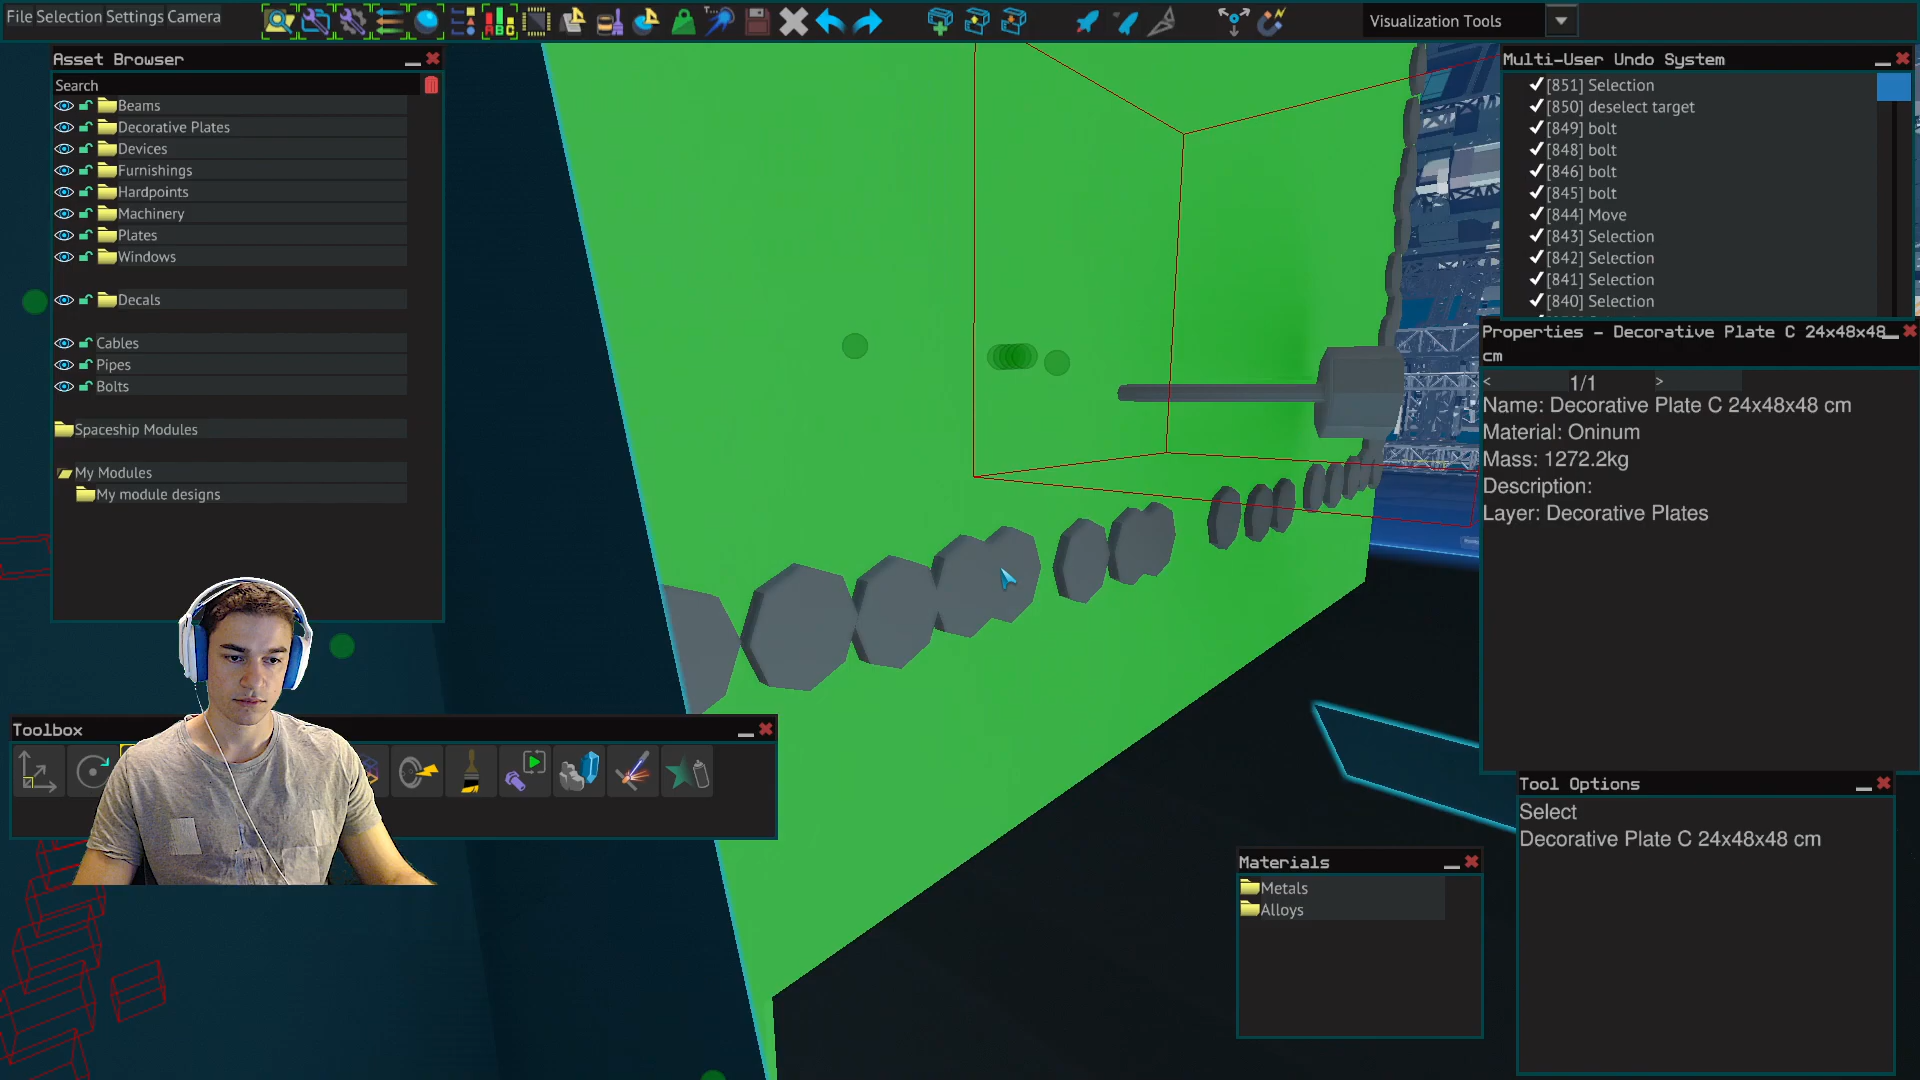 File Selection Settings Camera
Visualization Tools
Asset Browser
Search
Beams
Decorative Plates
Devices
Furnishings
Hardpoints
Machinery
Plates
Windows
Decals
Cables
Pipes
Bolts
Spaceship Modules
My Modules
My module designs
Multi-User Undo System
[851] Selection
[850] deselect target
[849] bolt
[848] bolt
[846] bolt
[845] bolt
[844] Move
[843] Selection
[842] Selection
[841] Selection
[840] Selection
Properties - Decorative Plate C 24x48x48
cm
< 1/1 >
Name: Decorative Plate C 24x48x48 cm
Material: Oninum
Mass: 1272.2kg
Description:
Layer: Decorative Plates
Toolbox
Tool Options
Select
Decorative Plate C 24x48x48 cm
Materials
Metals
Alloys